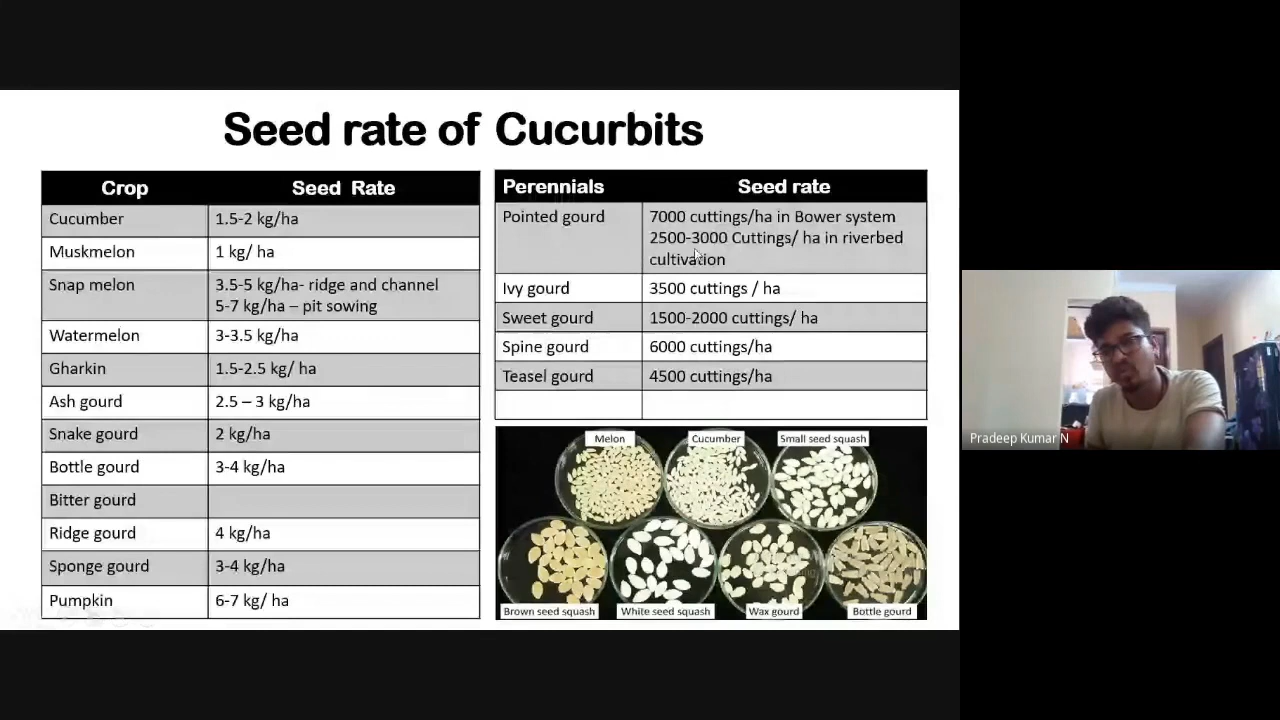 Seed rate of Cucurbits
Crop Seed Rate
Cucumber 1.5-2 kg/ha
Muskmelon 1 kg/ ha
Snap melon 3.5-5 kg/ha- ridge and channel
5-7 kg/ha – pit sowing
Watermelon 3-3.5 kg/ha
Gharkin 1.5-2.5 kg/ ha
Ash gourd 2.5 – 3 kg/ha
Snake gourd 2 kg/ha
Bottle gourd 3-4 kg/ha
Bitter gourd
Ridge gourd 4 kg/ha
Sponge gourd 3-4 kg/ha
Pumpkin 6-7 kg/ ha
Perennials Seed rate
Pointed gourd 7000 cuttings/ha in Bower system
2500-3000 Cuttings/ ha in riverbed
cultivation
Ivy gourd 3500 cuttings / ha
Sweet gourd 1500-2000 cuttings/ ha
Spine gourd 6000 cuttings/ha
Teasel gourd 4500 cuttings/ha
Melon Cucumber Small seed squash
Brown seed squash White seed squash Wax gourd Bottle gourd
Pradeep Kumar N